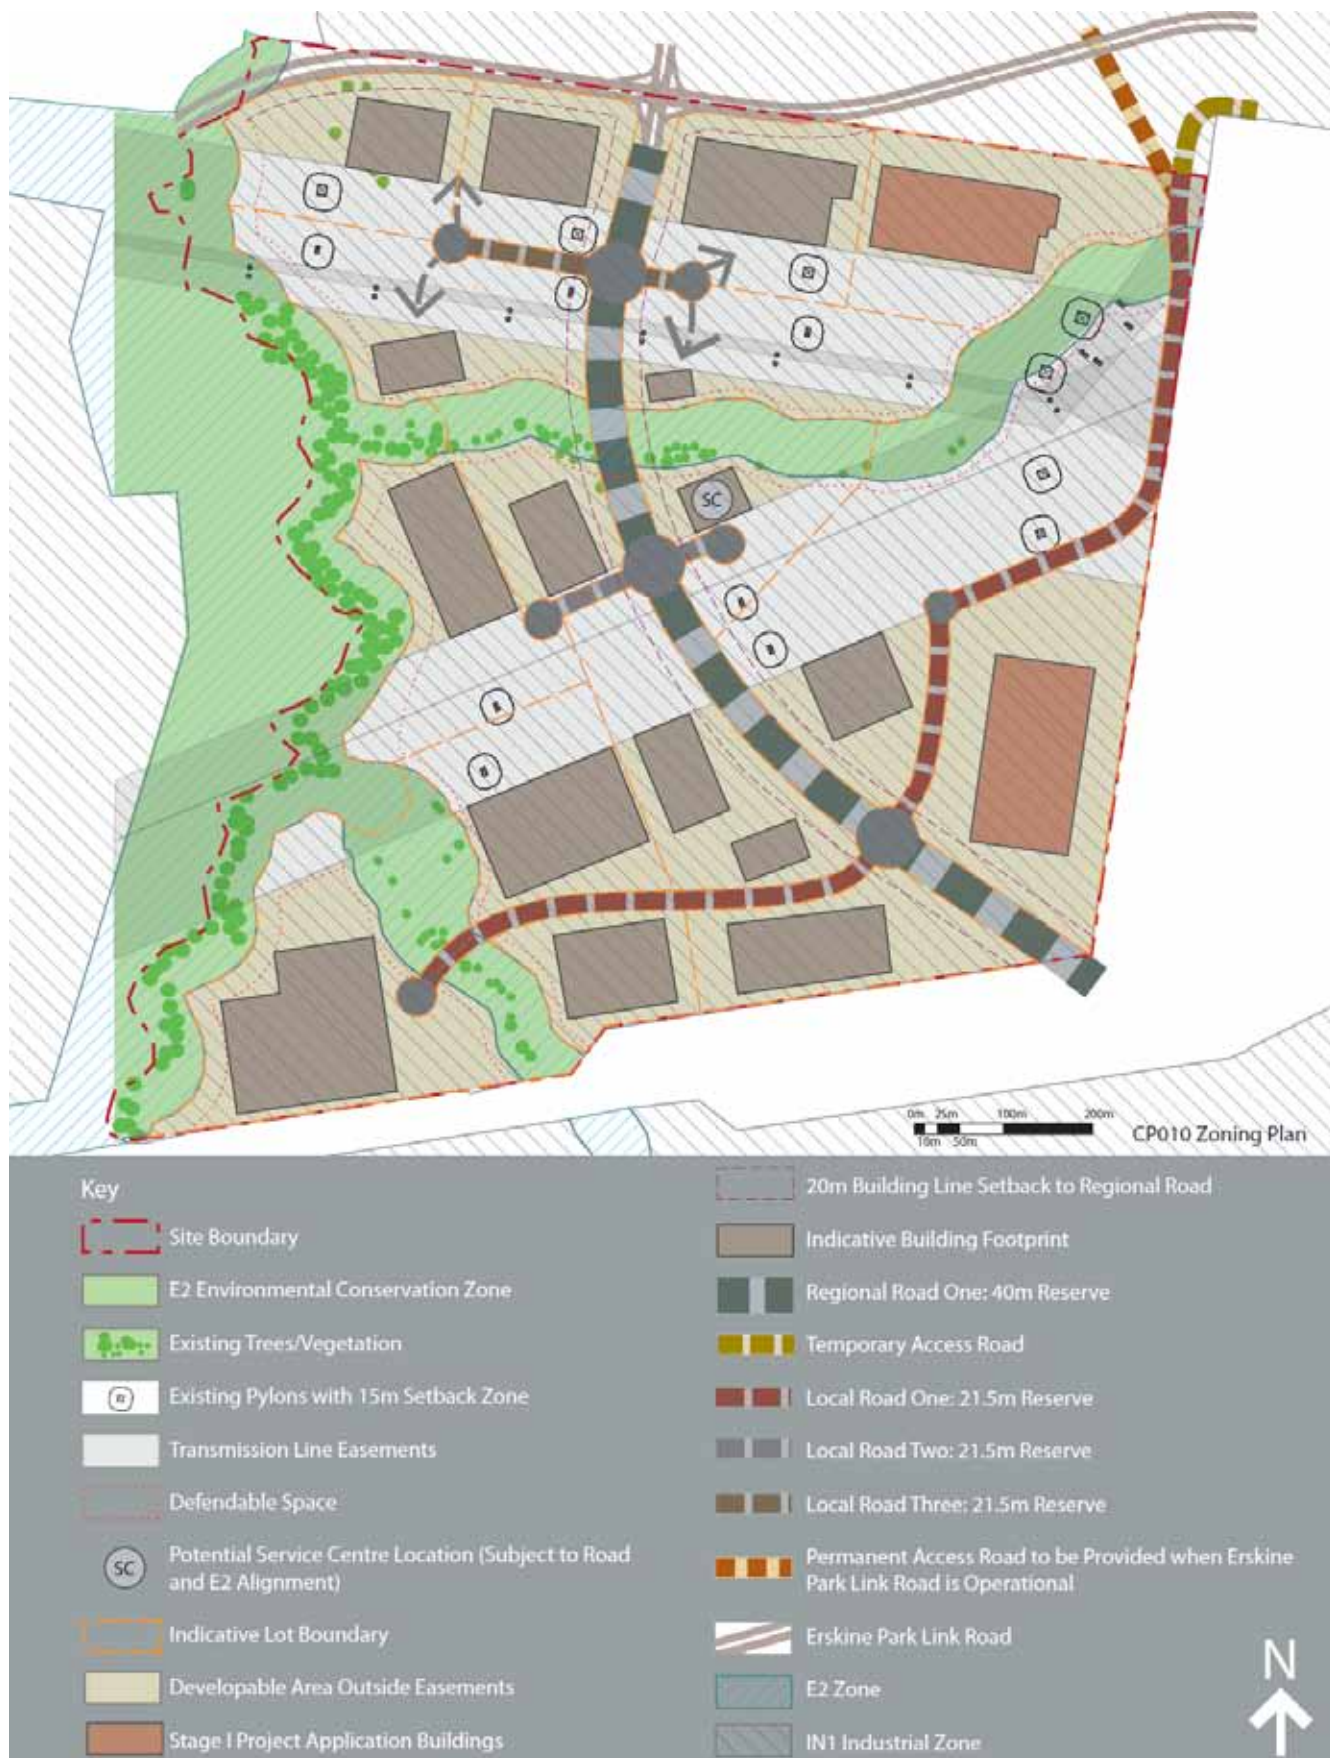 SC
0m 25m 100m 200m
10m 50m
CP010 Zoning Plan
Key
Site Boundary
E2 Environmental Conservation Zone
Existing Trees/Vegetation
Existing Pylons with 15m Setback Zone
Transmission Line Easements
Defendable Space
SC
Potential Service Centre Location (Subject to Road
and E2 Alignment)
Indicative Lot Boundary
Developable Area Outside Easements
Stage I Project Application Buildings
20m Building Line Setback to Regional Road
Indicative Building Footprint
Regional Road One: 40m Reserve
Temporary Access Road
Local Road One: 21.5m Reserve
Local Road Two: 21.5m Reserve
Local Road Three: 21.5m Reserve
Permanent Access Road to be Provided when Erskine
Park Link Road is Operational
Erskine Park Link Road
E2 Zone
IN1 Industrial Zone
N